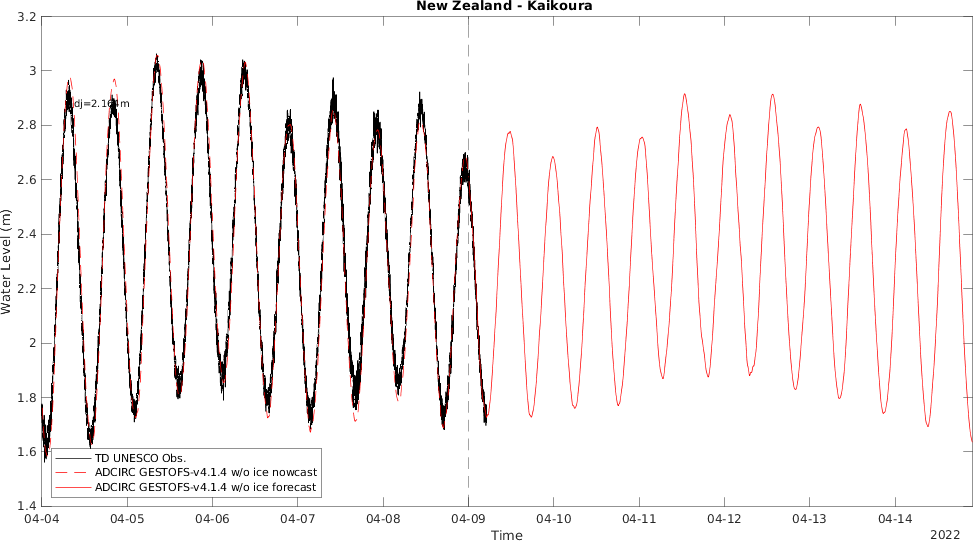 New Zealand - Kaikoura
3.2
3
2.8
2.6
2.4
2.2
2
1.8
1.6
1.4
Water Level (m)
dj=2.164m
TD UNESCO Obs.
ADCIRC GESTOFS-v4.1.4 w/o ice nowcast
ADCIRC GESTOFS-v4.1.4 w/o ice forecast
04-04 04-05 04-06 04-07 04-08 04-09 04-10 04-11 04-12 04-13 04-14
Time
2022